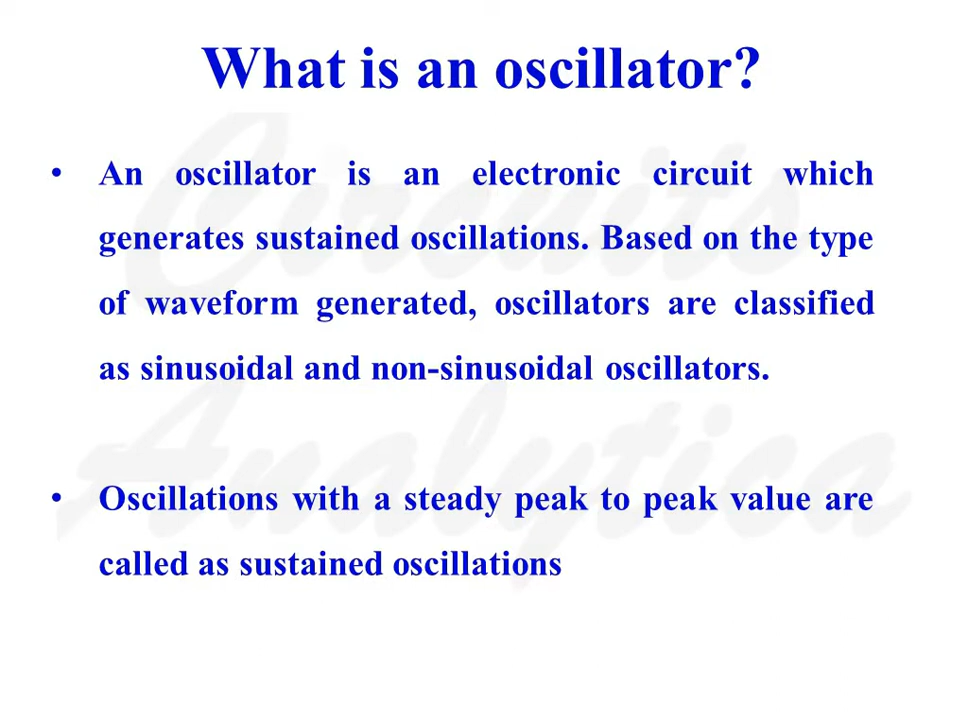 What is an oscillator?
• An oscillator is an electronic circuit which
generates sustained oscillations. Based on the type
of waveform generated, oscillators are classified
as sinusoidal and non-sinusoidal oscillators.
• Oscillations with a steady peak to peak value are
called as sustained oscillations
Circuits
Analytica